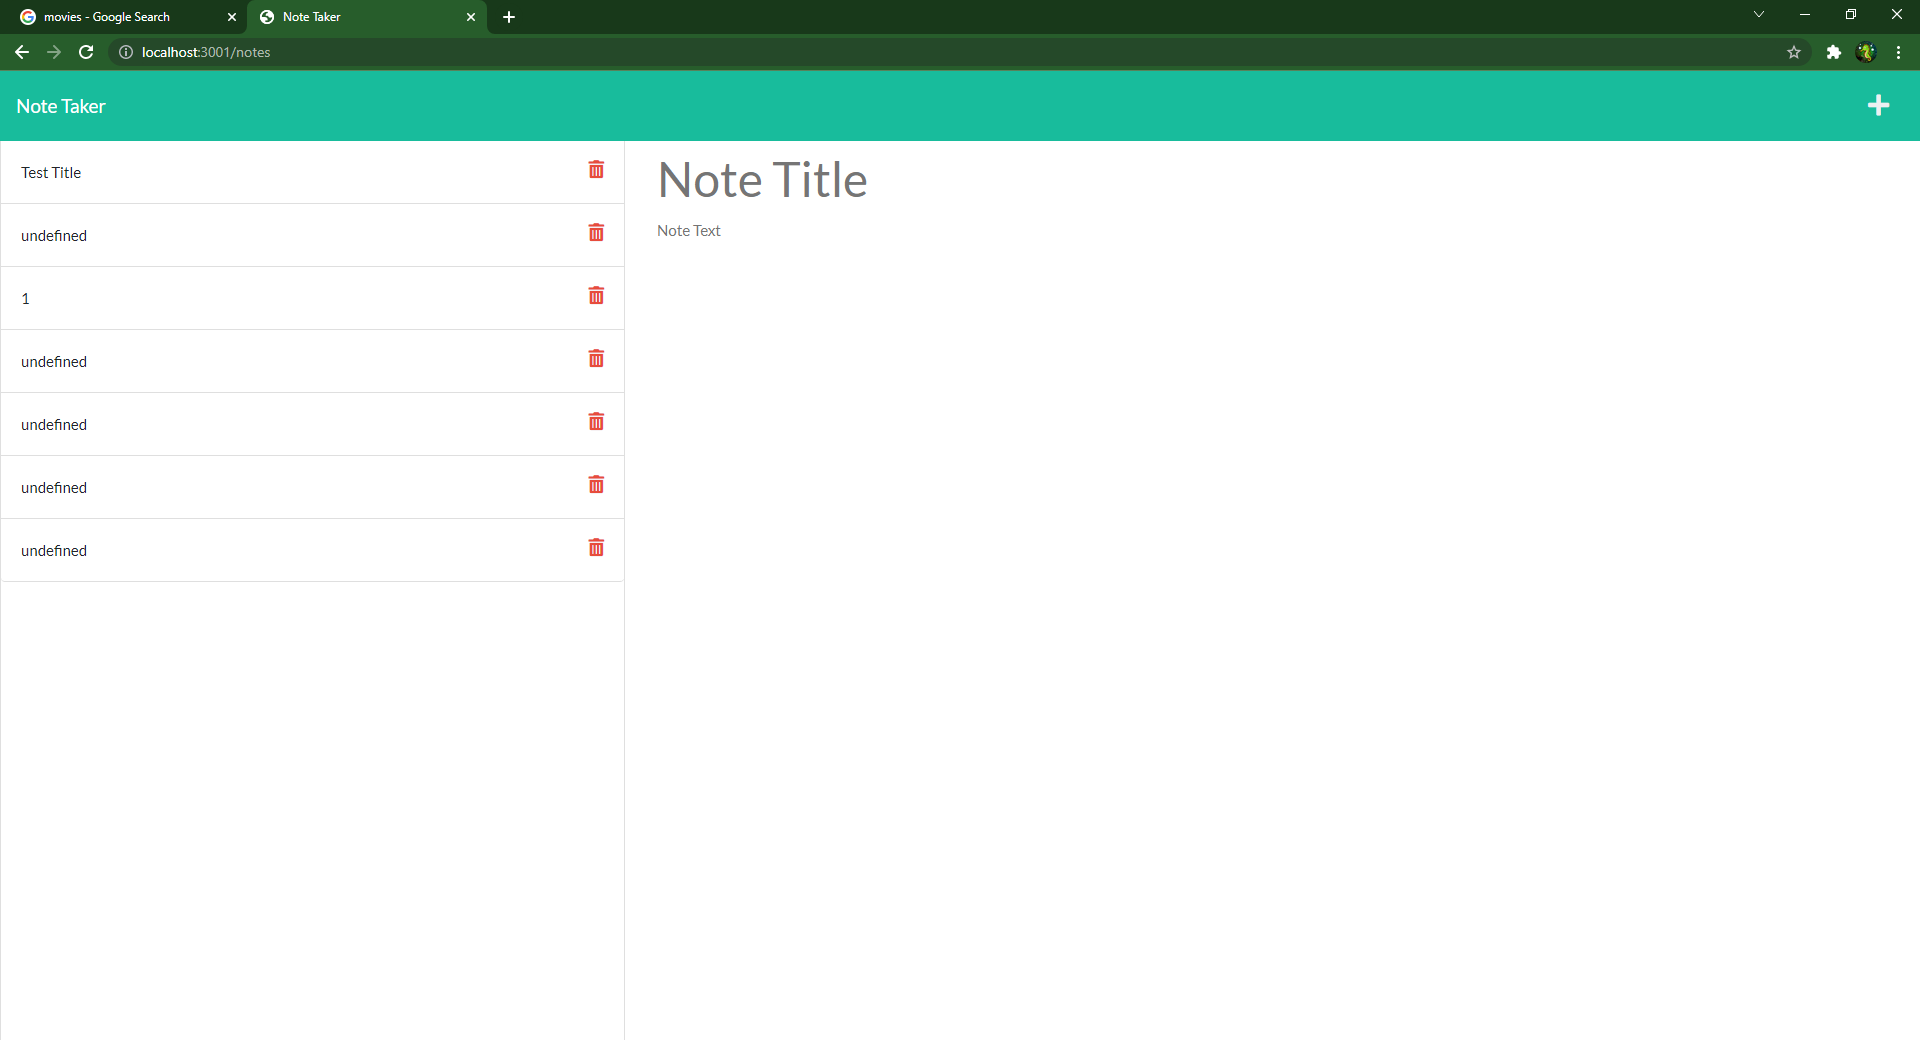 movies - Google Search
Note Taker
localhost:3001/notes
Note Taker
Test Title
undefined
1
undefined
undefined
undefined
undefined
Note Title
Note Text